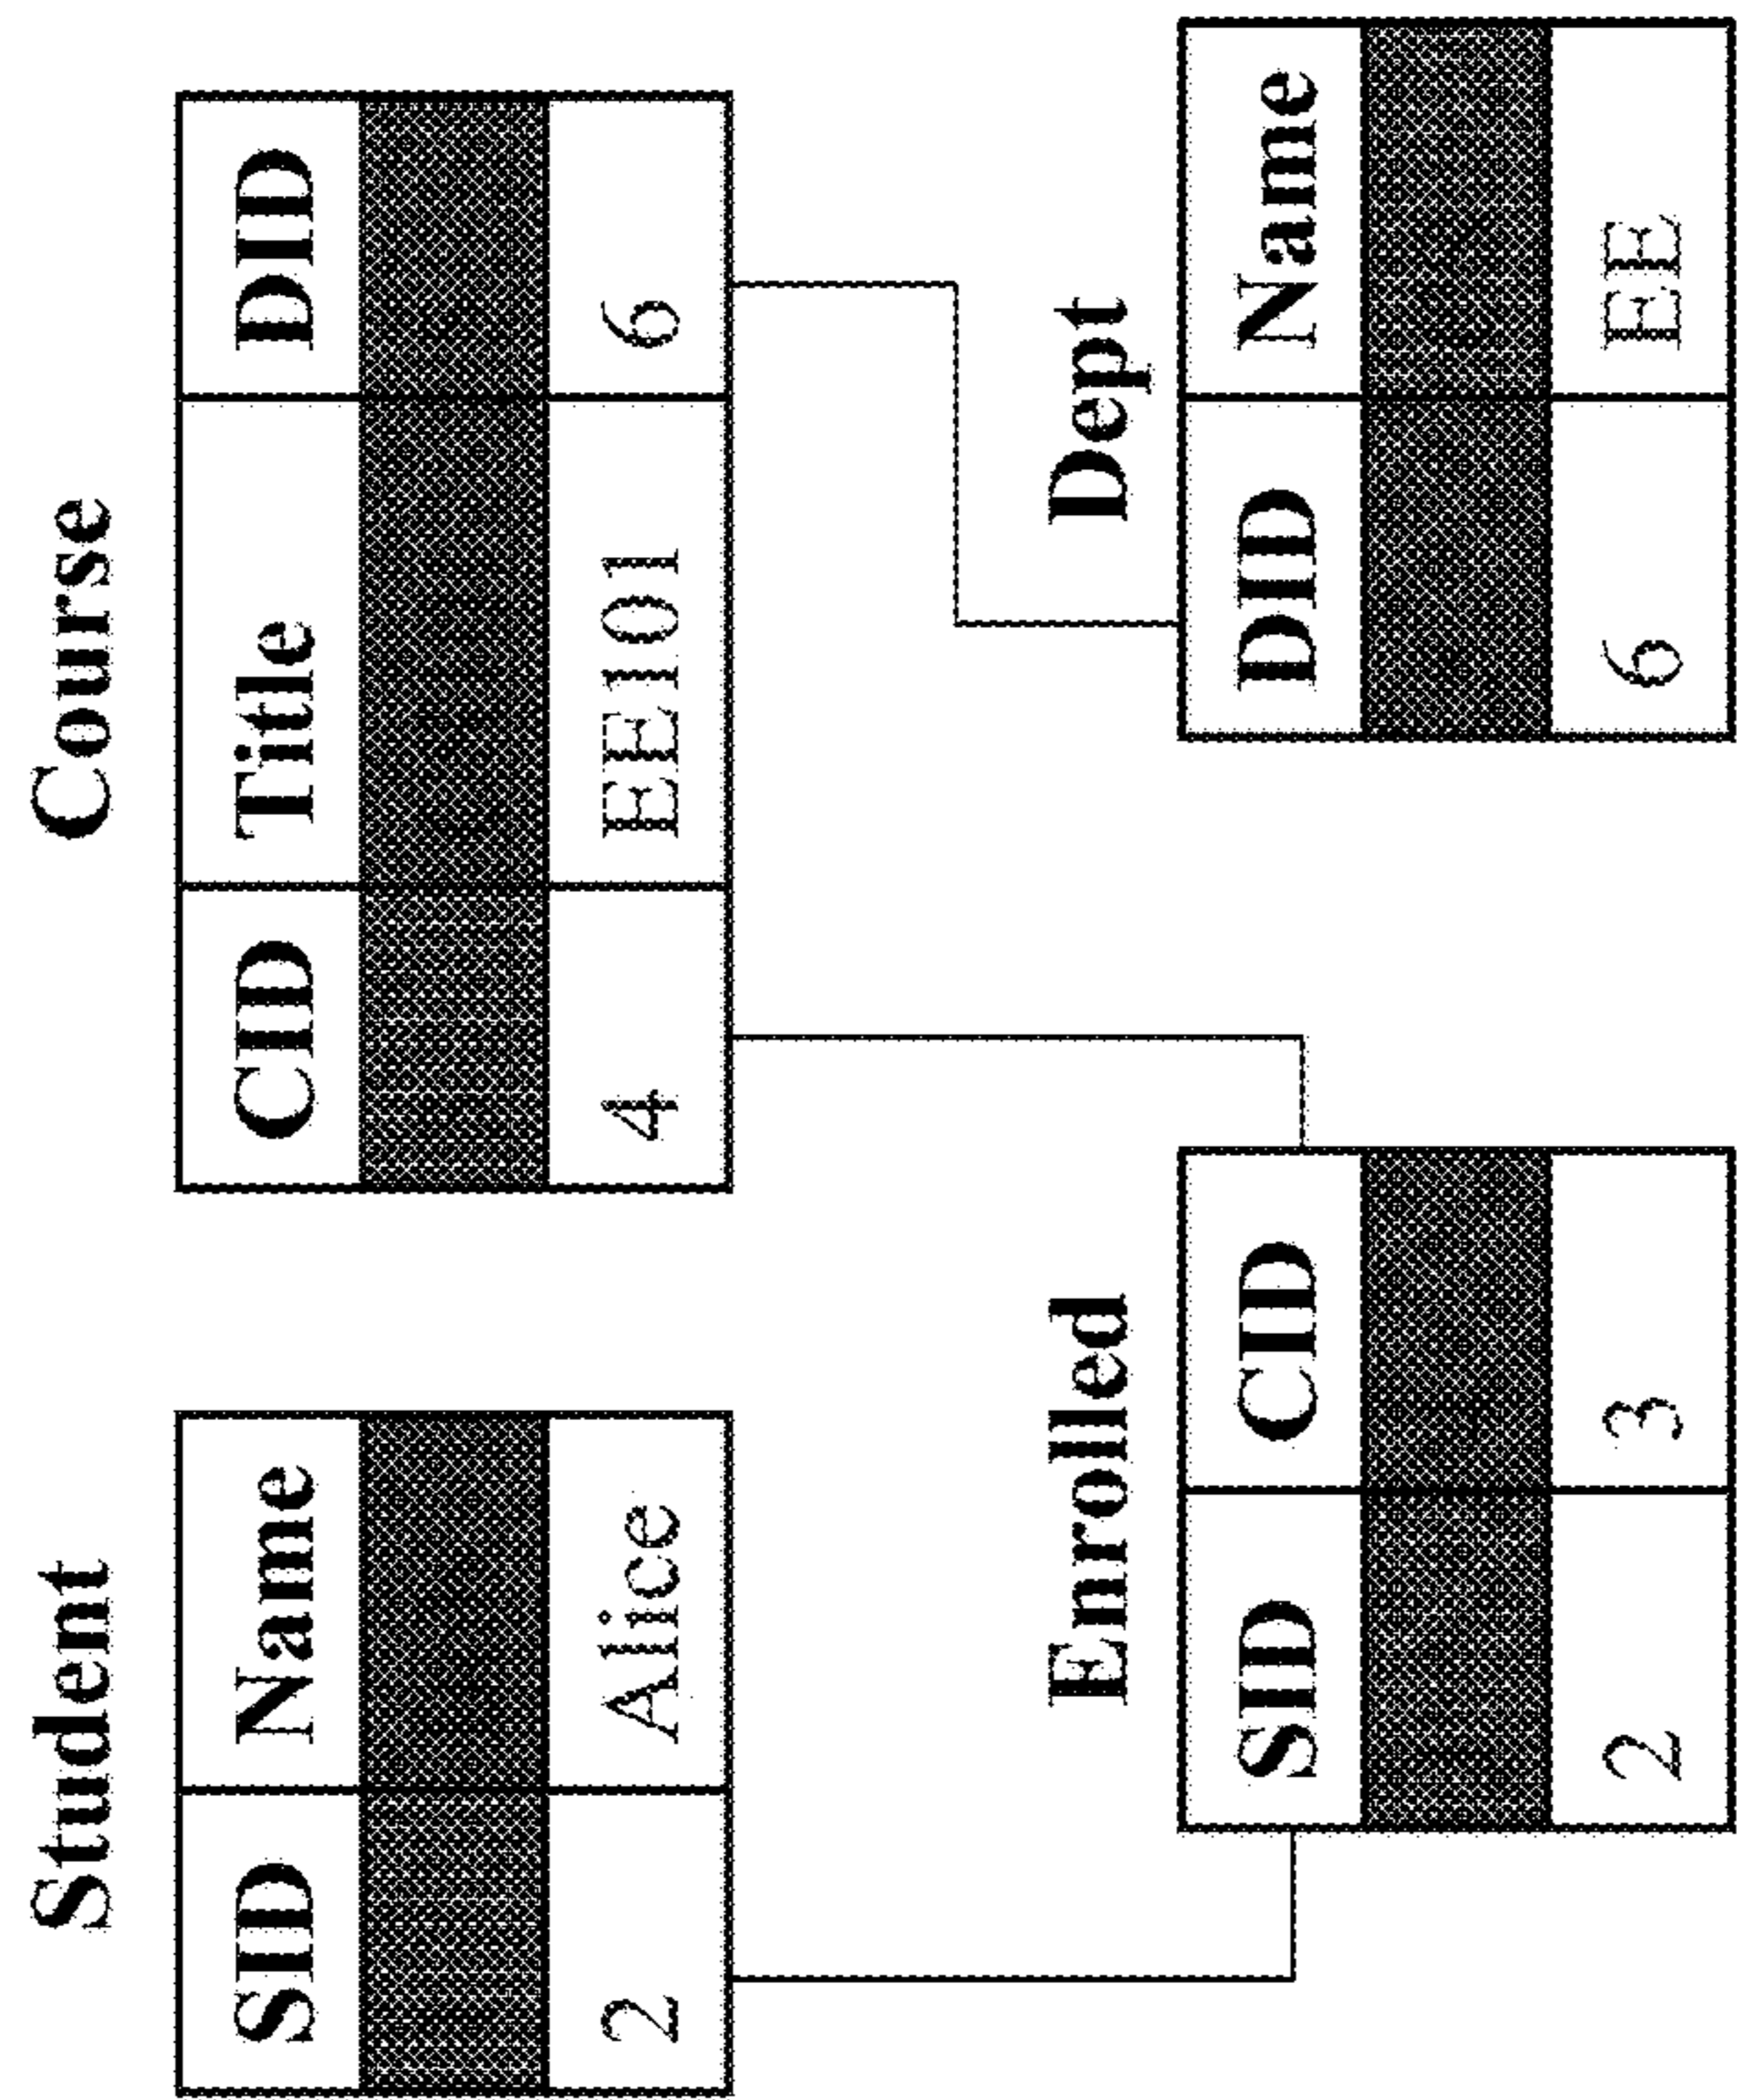 Student
SID Name
2 Alice
Course
CID Title DID
4 EE101 6
Enrolled
SID CID
2 3
Dept
DID Name
6 EE